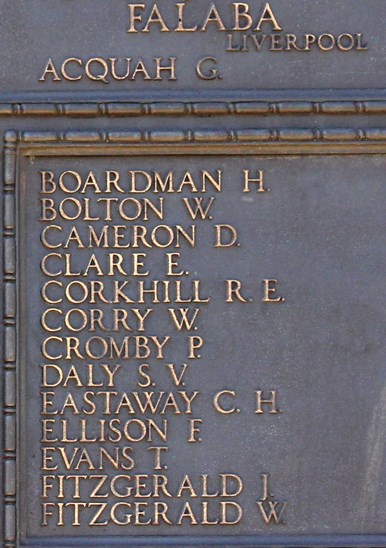 FALABA
LIVERPOOL
ACQUAH G.
BOARDMAN H.
BOLTON W.
CAMERON D.
CLARE E.
CORKHILL R. E.
CORRY W.
CROMBY P.
DALY S. V.
EASTAWAY C. H.
ELLISON F.
EVANS T.
FITZGERALD J.
FITZGERALD W.